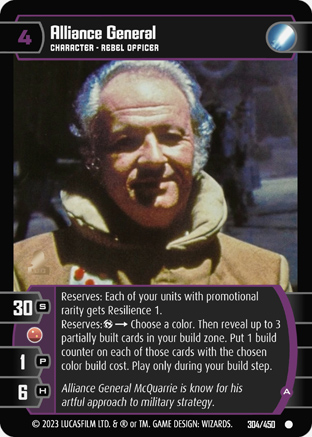 4
Alliance General
CHARACTER • REBEL OFFICER
30 S
1 P
6 H
Reserves: Each of your units with promotional
rarity gets Resilience 1.
Reserves: → Choose a color. Then reveal up to 3
partially built cards in your build zone. Put 1 build
counter on each of those cards with the chosen
color build cost. Play only during your build step.
Alliance General McQuarrie is know for his
artful approach to military strategy.
A
© 2023 LUCASFILM LTD. & ® or TM. GAME DESIGN: WIZARDS.
304/450